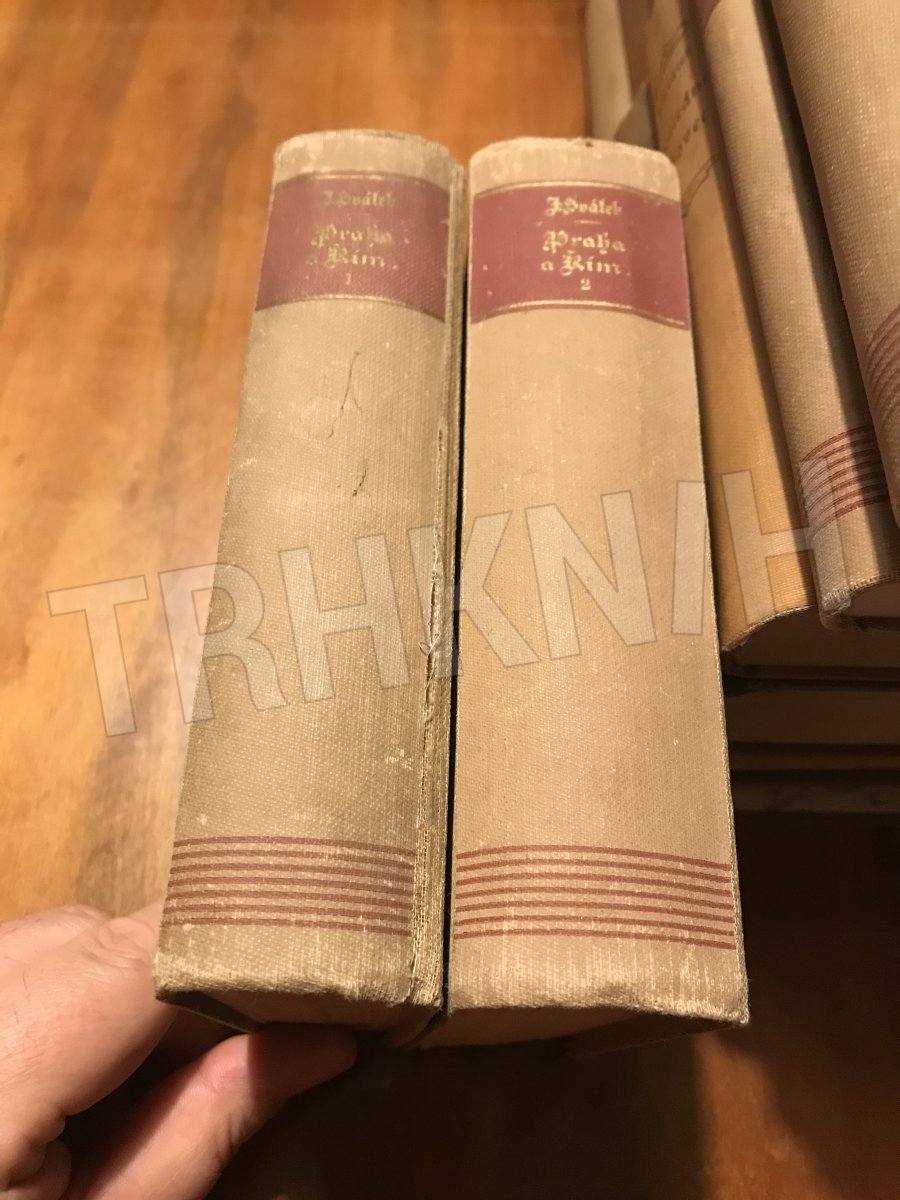 J. Svátek
Praha
a Řím.
1
J. Svátek
Praha
a Řím.
2
TRHKNIH